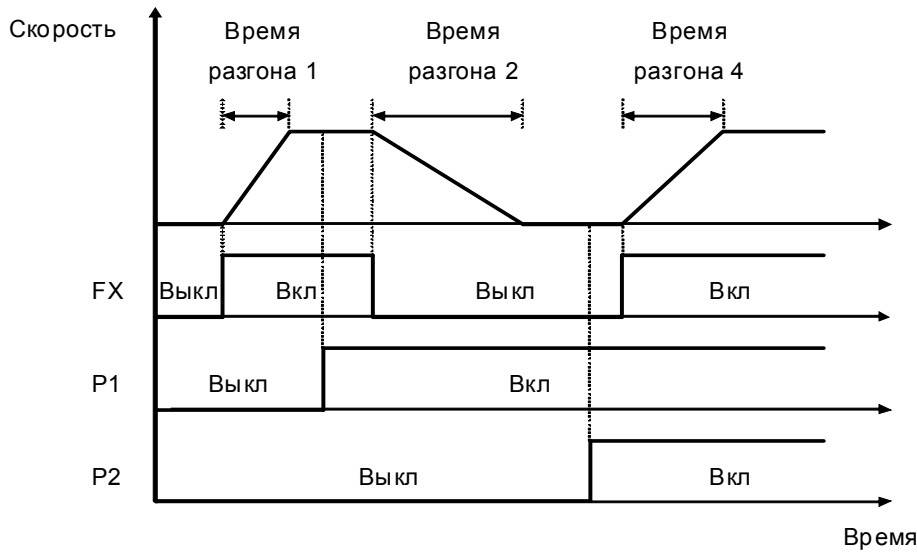 Скорость
Время
разгона 1
Время
разгона 2
Время
разгона 4
FX
Выкл
Вкл
Выкл
Вкл
P1
Выкл
Вкл
P2
Выкл
Вкл
Время